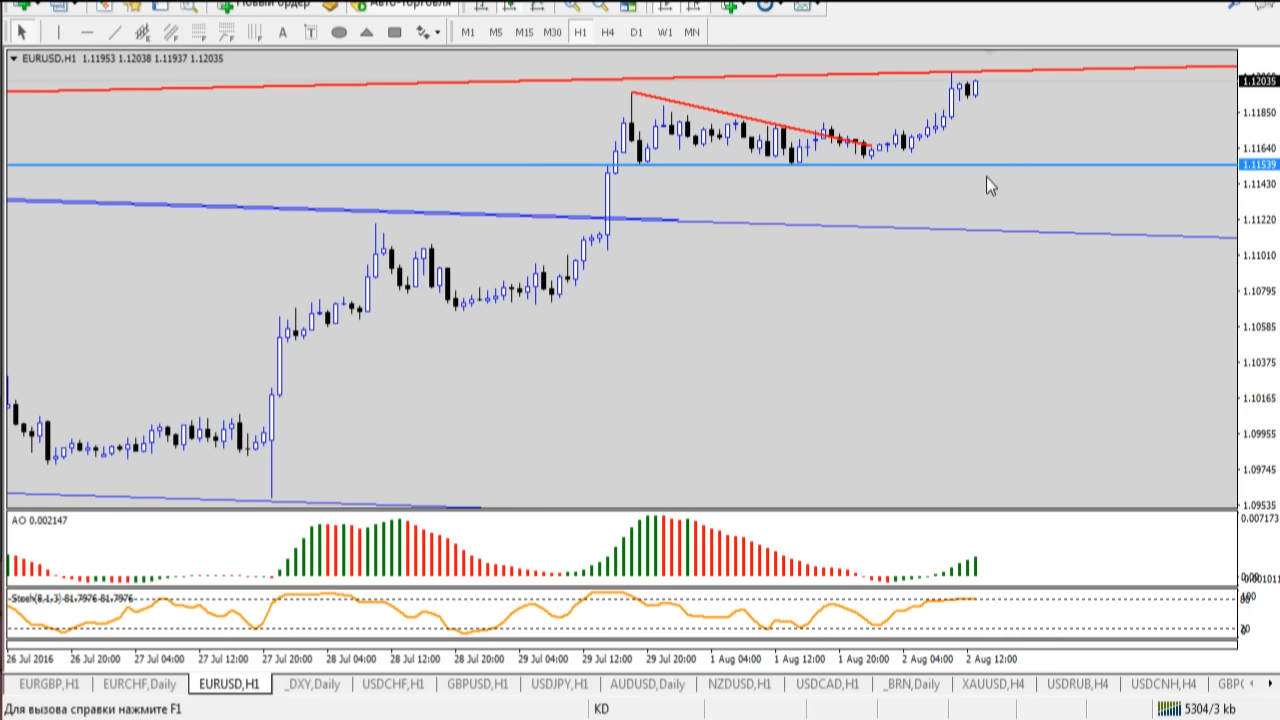 Новый ордер Авто-торговля
A T M1 M5 M15 M30 H1 H4 D1 W1 MN
EURUSD,H1 1.11953 1.12038 1.11937 1.12035
1.12035
1.11850
1.11640
1.11539
1.11430
1.11220
1.11010
1.10795
1.10585
1.10375
1.10165
1.09955
1.09745
1.09535
AO 0.002147
0.007173
Stoch(8,1,3) 81.7976 81.7976
20
26 Jul 2016 26 Jul 20:00 27 Jul 04:00 27 Jul 12:00 27 Jul 20:00 28 Jul 04:00 28 Jul 12:00 28 Jul 20:00 29 Jul 04:00 29 Jul 12:00 29 Jul 20:00 1 Aug 04:00 1 Aug 12:00 1 Aug 20:00 2 Aug 04:00 2 Aug 12:00
EURGBP,H1 EURCHF,Daily EURUSD,H1 _DXY,Daily USDCHF,H1 GBPUSD,H1 USDJPY,H1 AUDUSD,Daily NZDUSD,H1 USDCAD,H1 _BRN,Daily XAUUSD,H4 USDRUB,H4 USDCNH,H4
Для вызова справки нажмите F1 KD 5304/3 kb